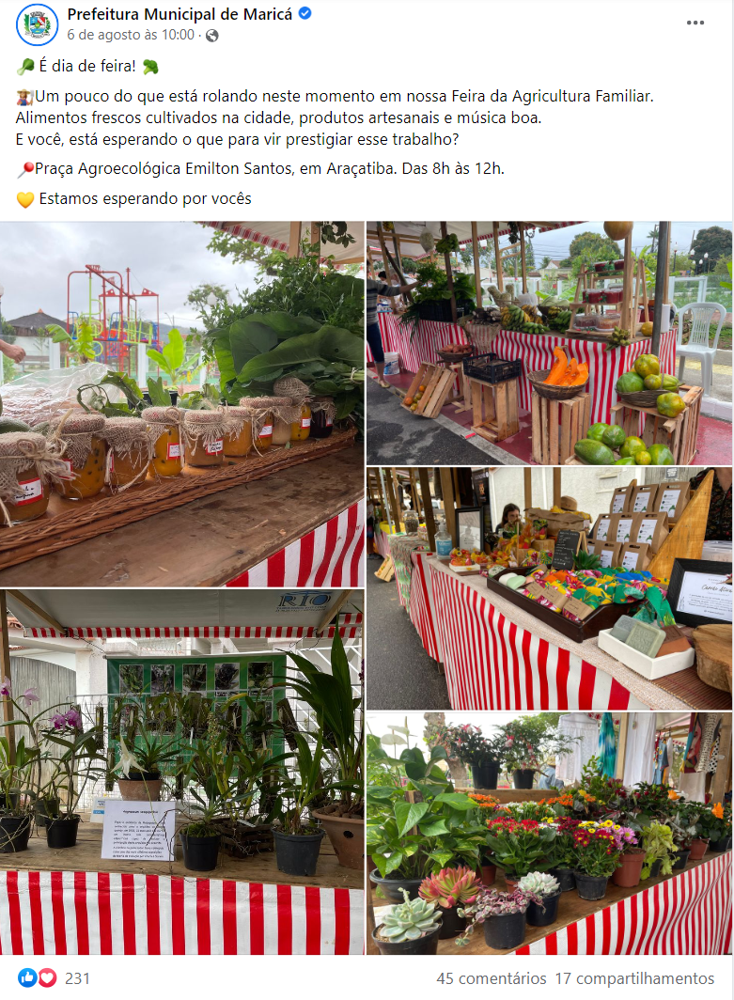 Prefeitura Municipal de Maricá
6 de agosto às 10:00 ·
É dia de feira!
Um pouco do que está rolando neste momento em nossa Feira da Agricultura Familiar.
Alimentos frescos cultivados na cidade, produtos artesanais e música boa.
E você, está esperando o que para vir prestigiar esse trabalho?
Praça Agroecológica Emilton Santos, em Araçatiba. Das 8h às 12h.
Estamos esperando por vocês
RIO
231
45 comentários 17 compartilhamentos